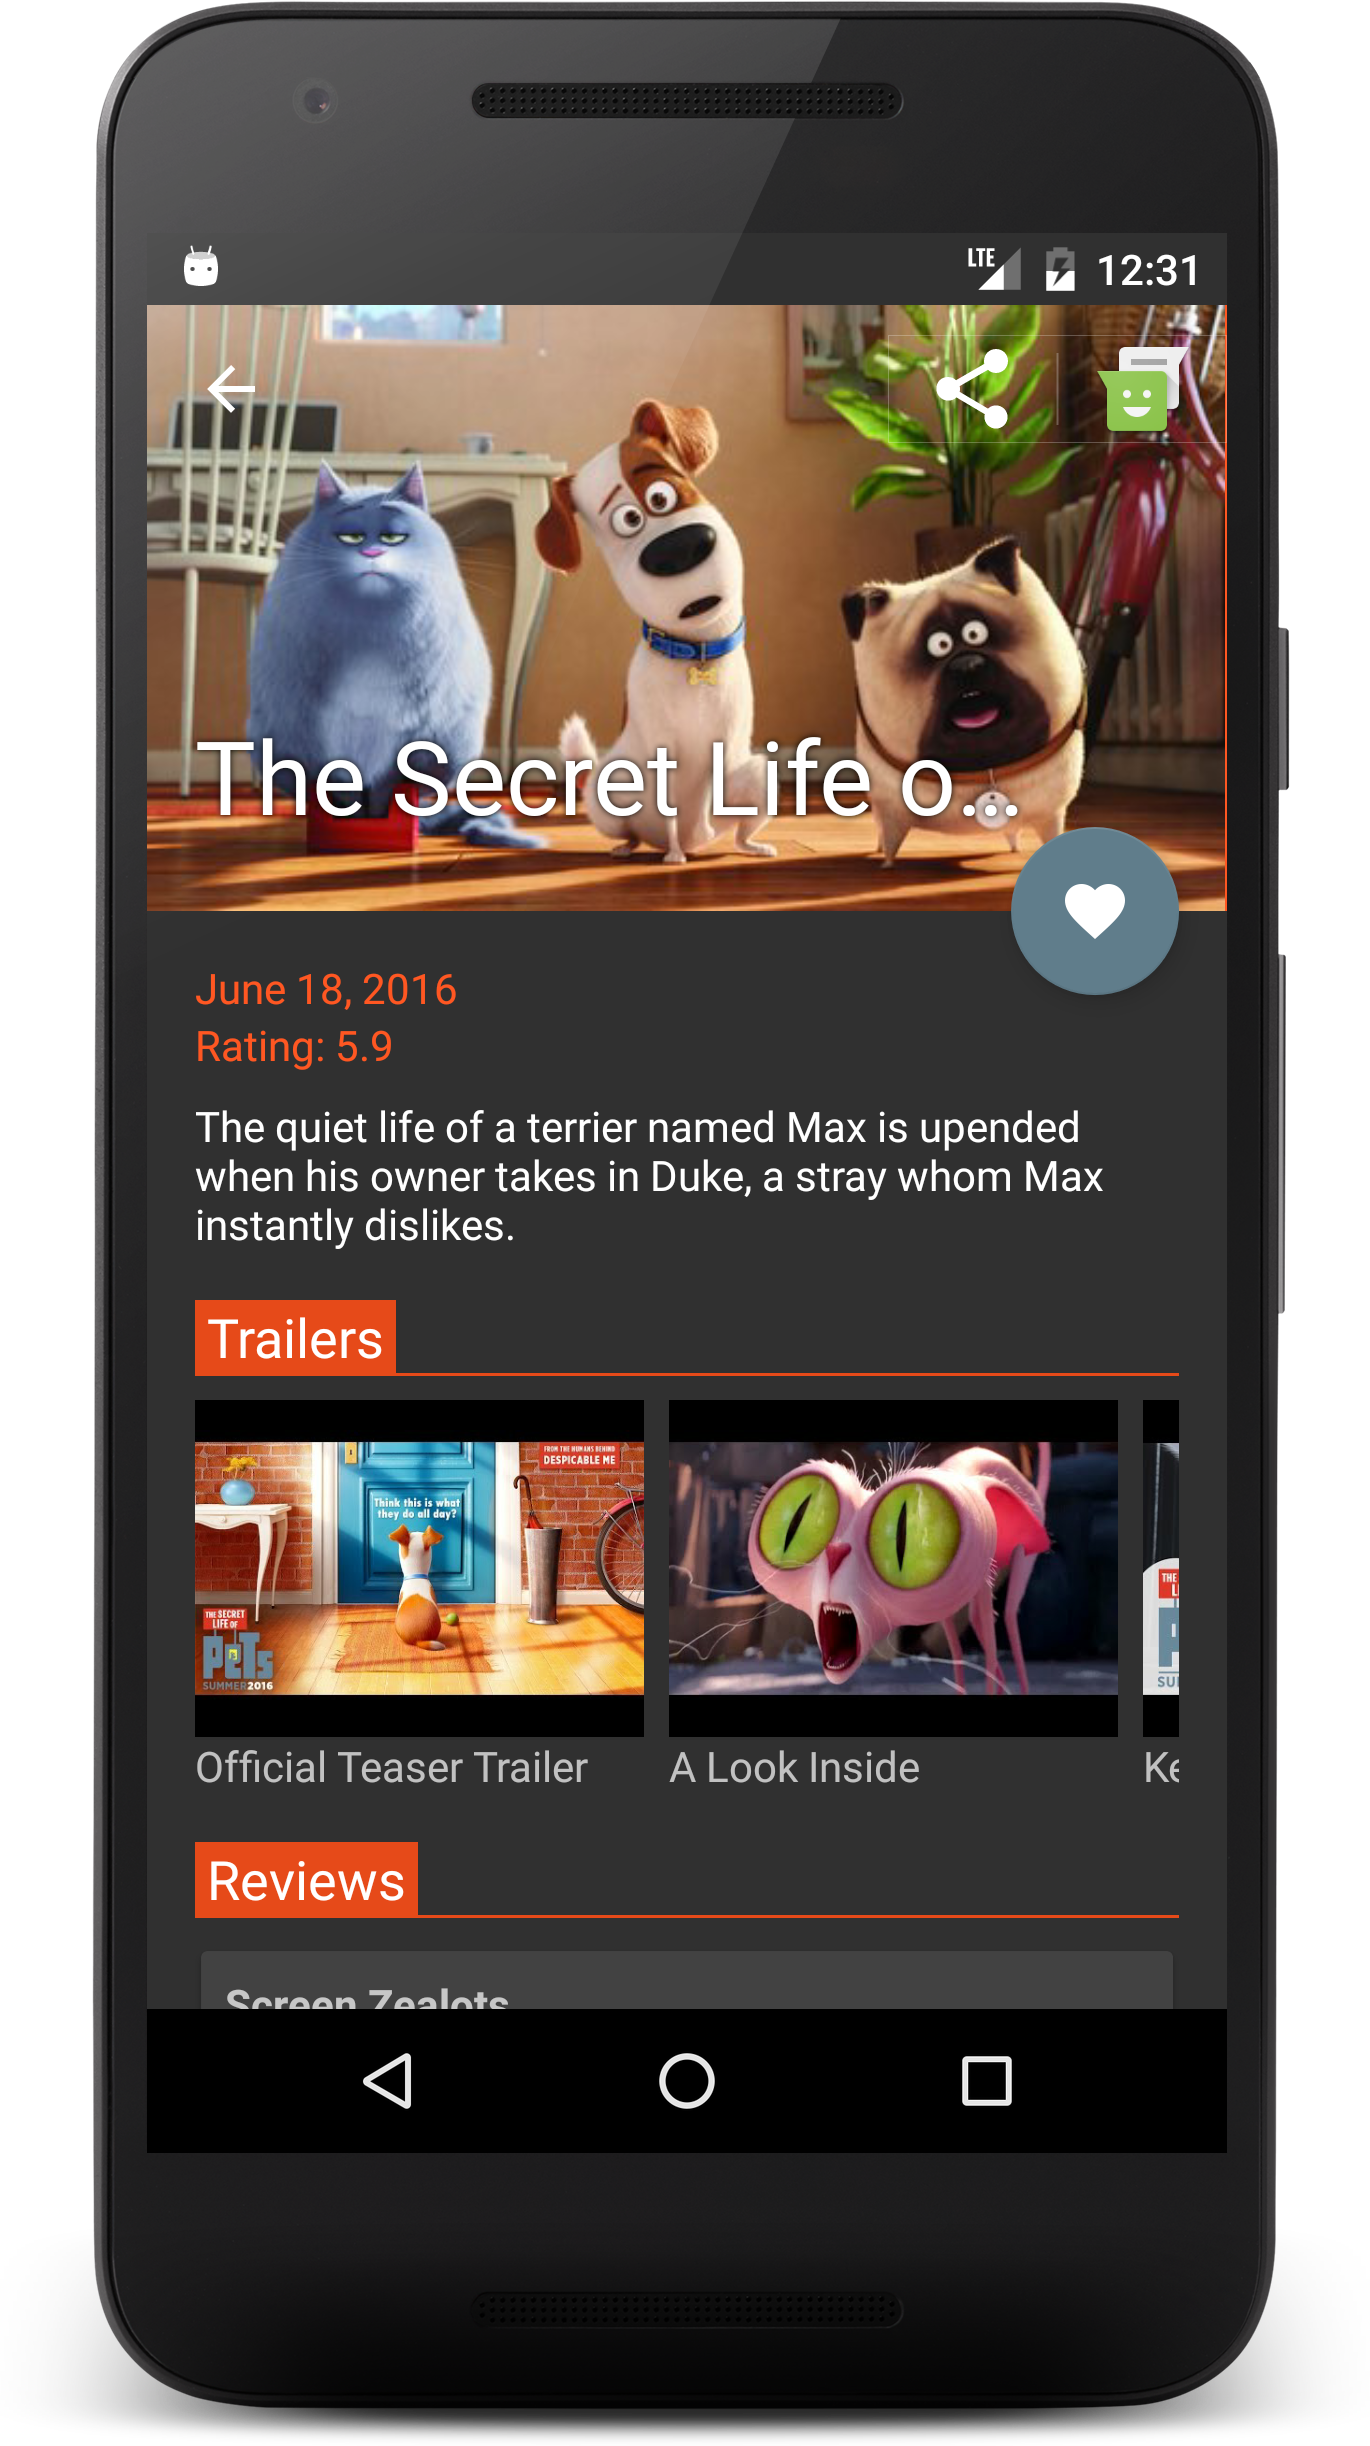 LTE 12:31
The Secret Life o...
June 18, 2016
Rating: 5.9
The quiet life of a terrier named Max is upended
when his owner takes in Duke, a stray whom Max
instantly dislikes.
Trailers
FROM THE HUMANS BEHIND
DESPICABLE ME
Think this is what
they do all day?
THE SECRET
LIFE OF
PETS
SUMMER 2016
THE
L
P
SU
Official Teaser Trailer
A Look Inside
Ke
Reviews
Screen Zealots